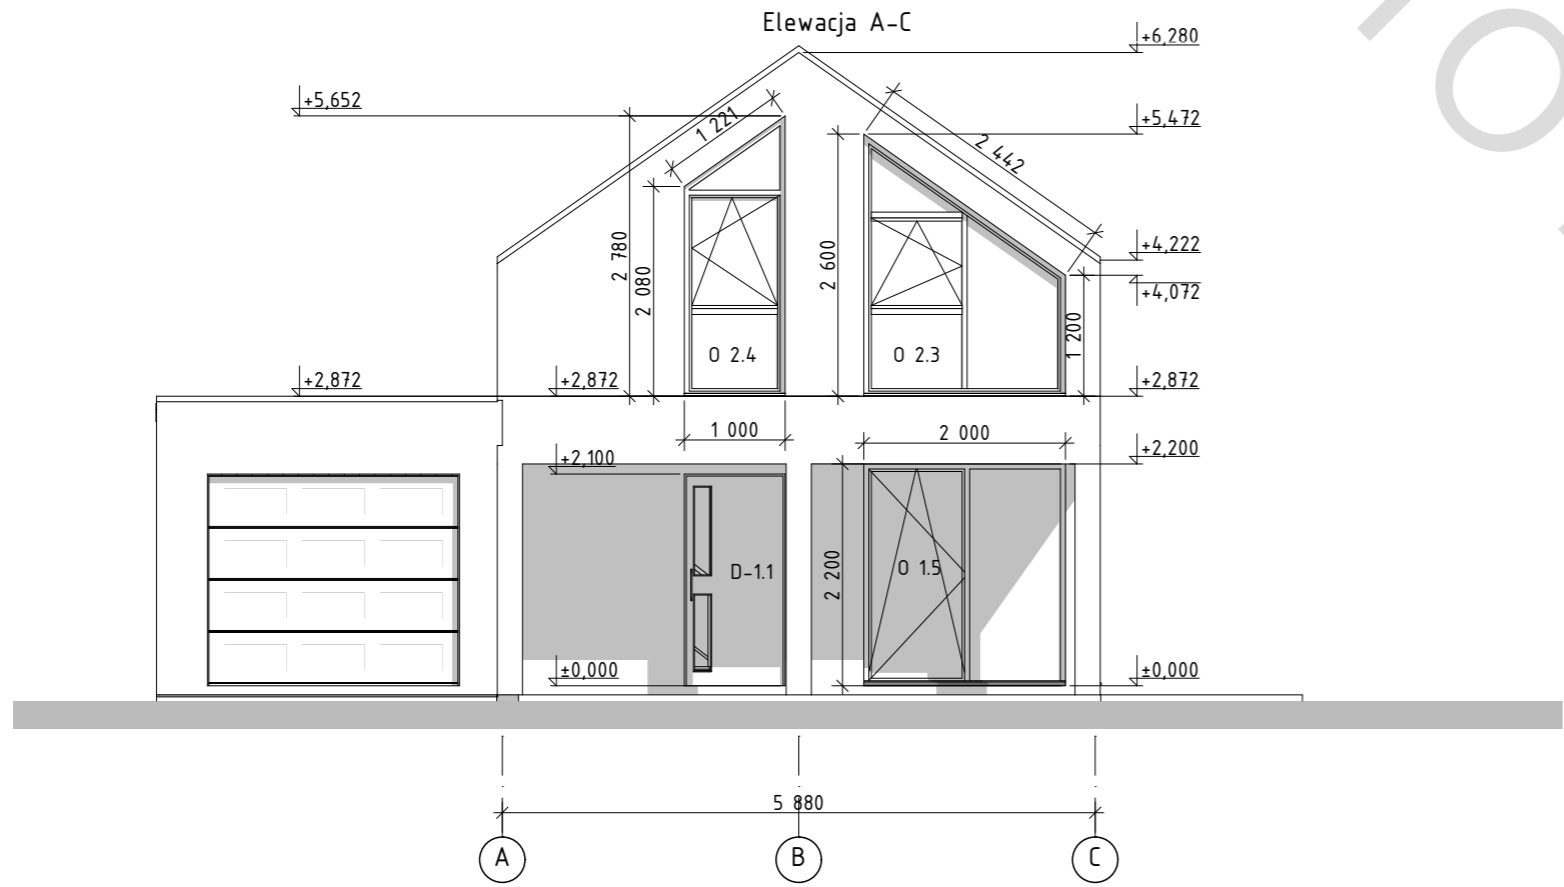 Elewacja A-C
+6,280
+5,652
1 221
+5,472
2 442
2 780
2 080
2 600
+4,222
+4,072
1 200
O 2.4
O 2.3
+2,872
+2,872
+2,872
1 000
2 000
+2,100
+2,200
D-1.1
2 200
O 1.5
±0,000
±0,000
5 880
A
B
C